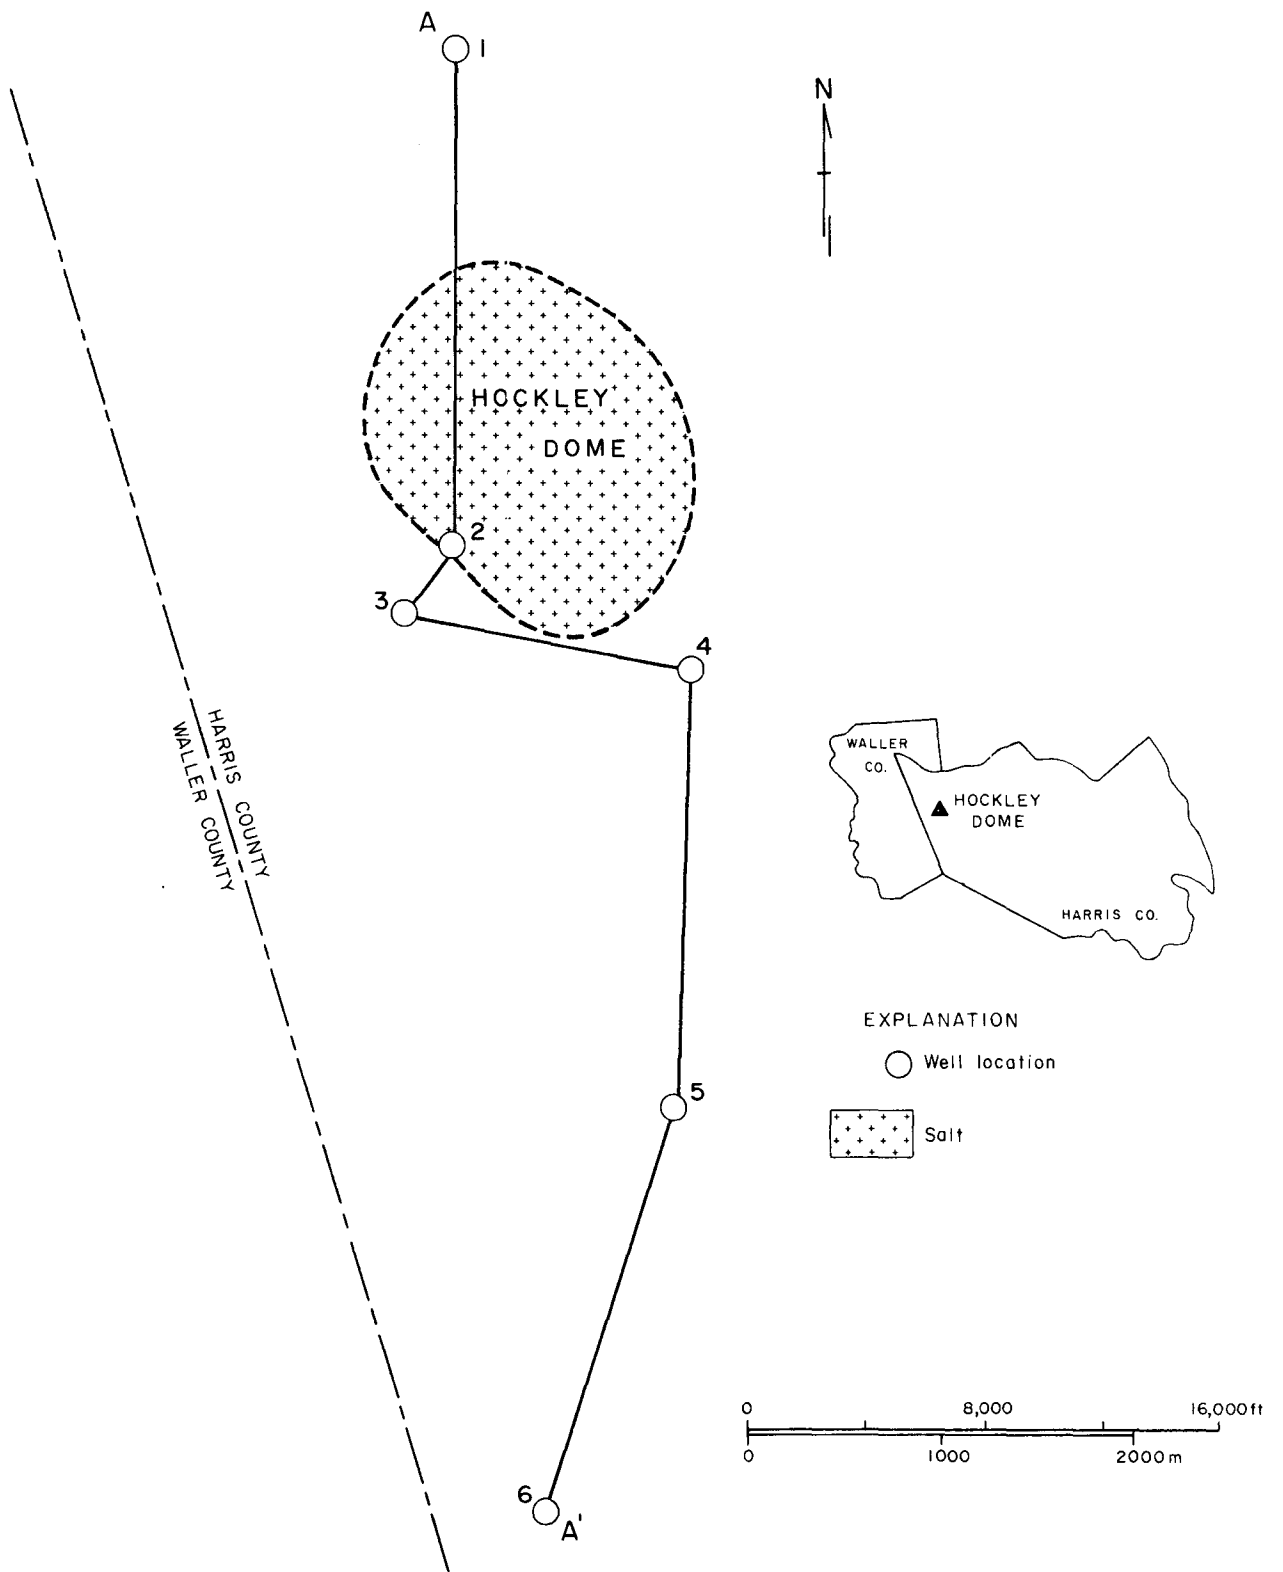 A
1
N
HOCKLEY
DOME
2
3
4
HARRIS COUNTY
WALLER COUNTY
WALLER
CO.
HOCKLEY
DOME
HARRIS CO.
EXPLANATION
Well location
Salt
5
0 8,000 16,000 ft
0 1000 2000 m
6
A'